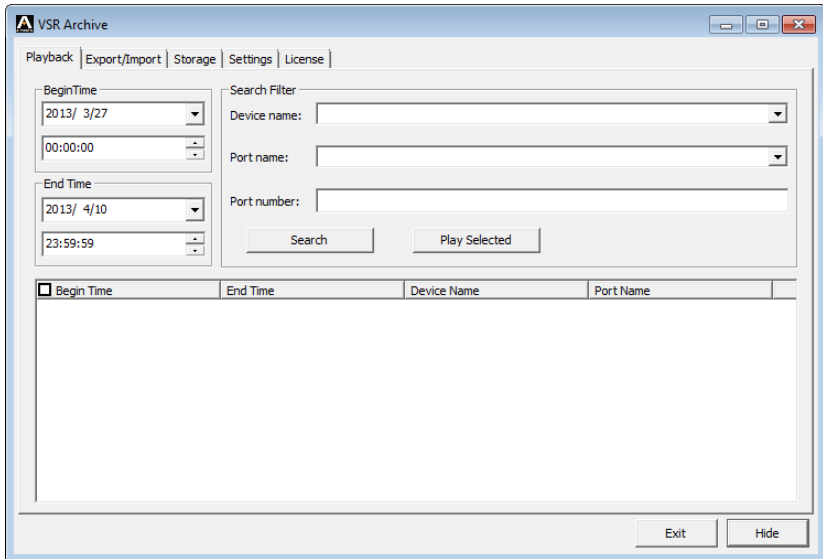 VSR Archive
Playback Export/Import Storage Settings License
BeginTime
2013/ 3/27
00:00:00
End Time
2013/ 4/10
23:59:59
Search Filter
Device name:
Port name:
Port number:
Search Play Selected
Begin Time End Time Device Name Port Name
Exit Hide